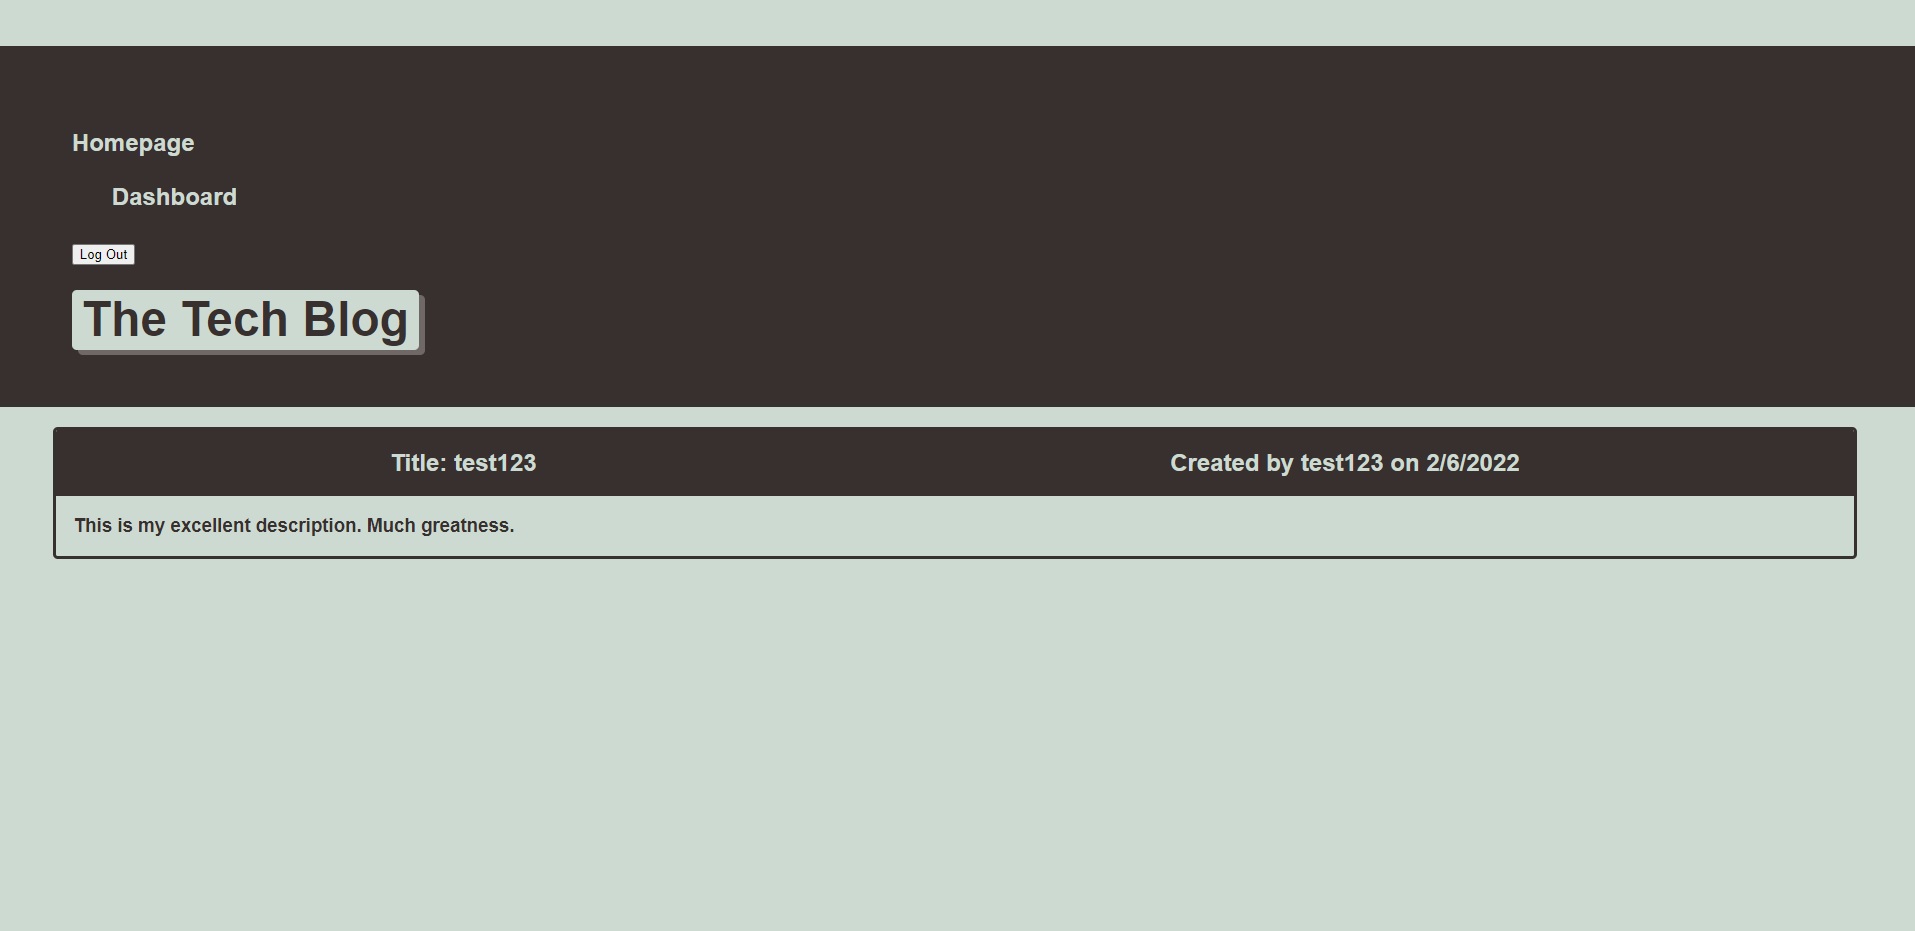 Homepage
Dashboard
Log Out
The Tech Blog
Title: test123
Created by test123 on 2/6/2022
This is my excellent description. Much greatness.